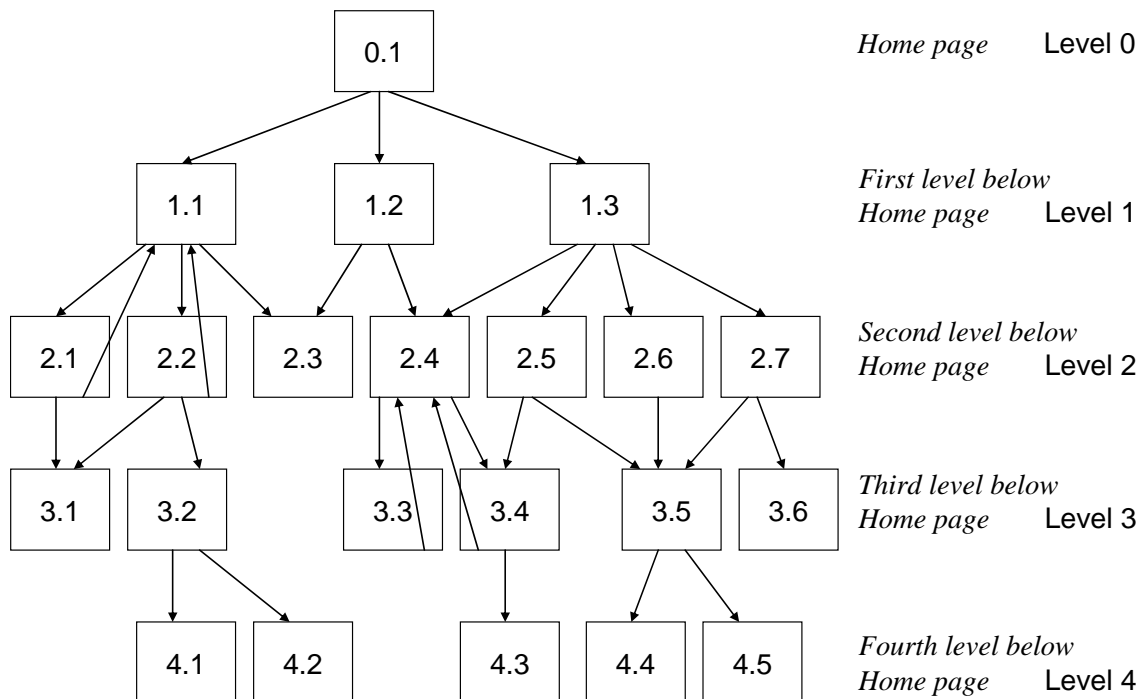 0.1
Home page Level 0
1.1 1.2 1.3
First level below
Home page Level 1
2.1 2.2 2.3 2.4 2.5 2.6 2.7
Second level below
Home page Level 2
3.1 3.2 3.3 3.4 3.5 3.6
Third level below
Home page Level 3
4.1 4.2 4.3 4.4 4.5
Fourth level below
Home page Level 4